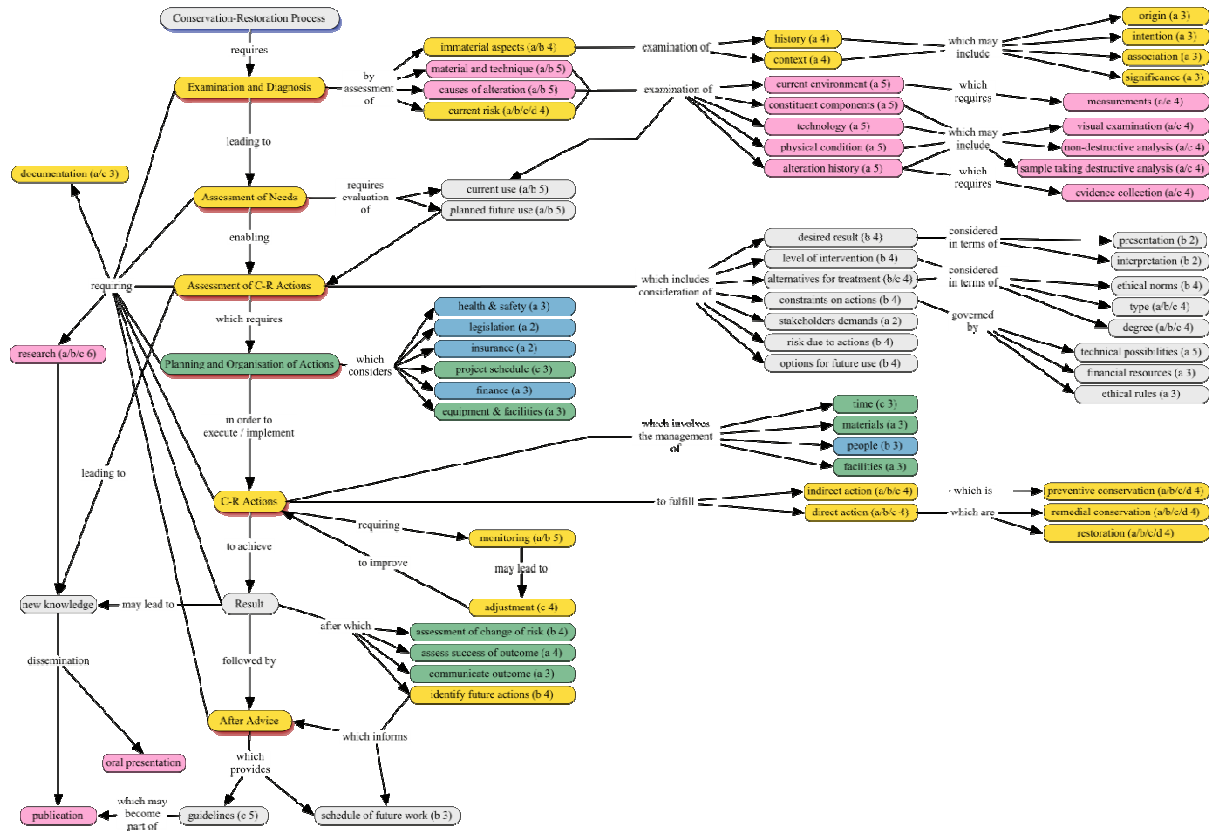 Conservation-Restoration Process
requires
Examination and Diagnosis
by
assessment
of
immaterial aspects (a/b 4)
material and technique (a/b 5)
causes of alteration (a/b 5)
current risk (a/b/c/d 4)
examination of
history (a 4)
context (a 4)
which may
include
origin (a 3)
intention (a 3)
association (a 3)
significance (a 3)
examination of
current environment (a 5)
constituent components (a 5)
technology (a 5)
physical condition (a 5)
alteration history (a 5)
which
requires
measurements (a/c 4)
which may
include
visual examination (a/c 4)
non-destructive analysis (a/c 4)
sample taking destructive analysis (a/c 4)
which
requires
evidence collection (a/c 4)
leading to
documentation (a/c 3)
Assessment of Needs
requires
evaluation
of
current use (a/b 5)
planned future use (a/b 5)
enabling
requiring
Assessment of C-R Actions
which includes
consideration of
desired result (b 4)
level of intervention (b 4)
alternatives for treatment (b/c 4)
constraints on actions (b 4)
stakeholders demands (a 2)
risk due to actions (b 4)
options for future use (b 4)
considered
in terms of
presentation (b 2)
interpretation (b 2)
considered
in terms of
ethical norms (b 4)
type (a/b/c 4)
degree (a/b/c 4)
governed
by
technical possibilities (a 5)
financial resources (a 3)
ethical rules (a 3)
which requires
research (a/b/c 6)
Planning and Organisation of Actions
which
considers
health & safety (a 3)
legislation (a 2)
insurance (a 2)
project schedule (c 3)
finance (a 3)
equipment & facilities (a 3)
in order to
execute / implement
which involves
the management
of
time (c 3)
materials (a 3)
people (b 3)
facilities (a 3)
leading to
C-R Actions
to fulfill
indirect action (a/b/c 4)
direct action (a/b/c 4)
which is
which are
preventive conservation (a/b/c/d 4)
remedial conservation (a/b/c/d 4)
restoration (a/b/c/d 4)
requiring
monitoring (a/b 5)
to achieve
to improve
may lead to
adjustment (c 4)
new knowledge
may lead to
Result
after which
assessment of change of risk (b 4)
assess success of outcome (a 4)
communicate outcome (a 3)
identify future actions (b 4)
dissemination
followed by
After Advice
which informs
oral presentation
which
provides
publication
which may
become
part of
guidelines (c 5)
schedule of future work (b 3)